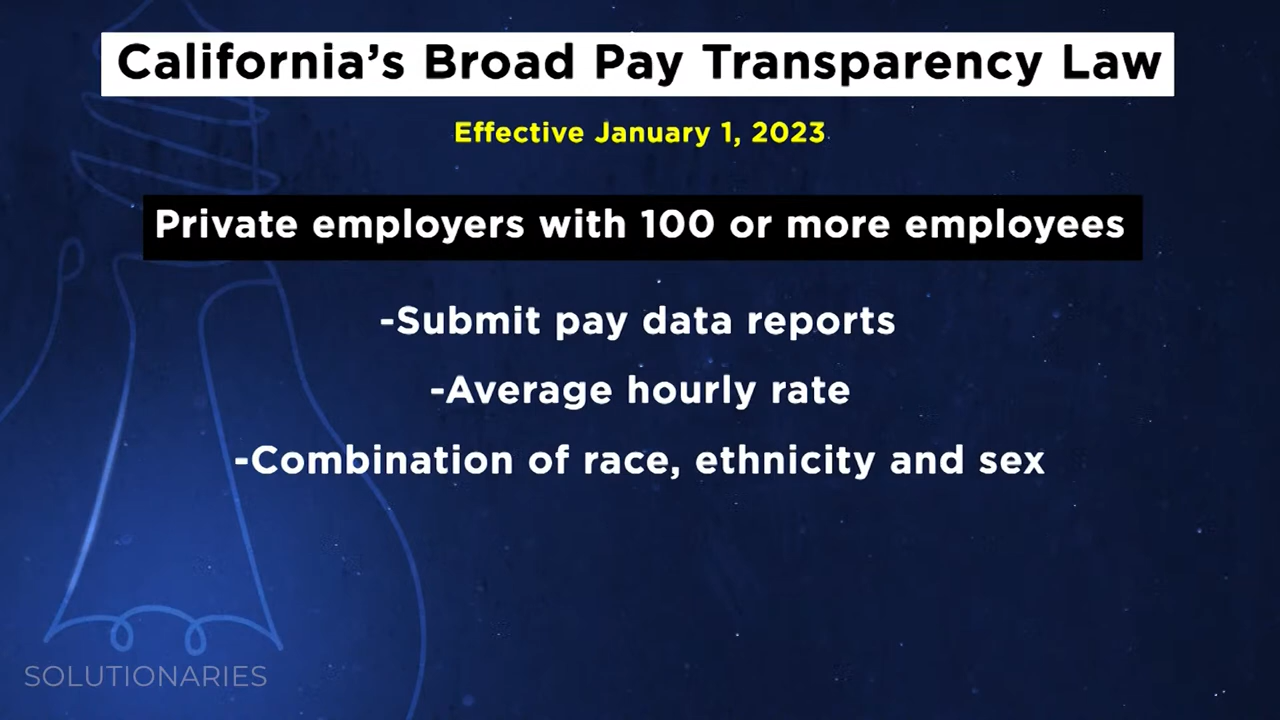 California’s Broad Pay Transparency Law
Effective January 1, 2023
Private employers with 100 or more employees
-Submit pay data reports
-Average hourly rate
-Combination of race, ethnicity and sex
SOLUTIONARIES